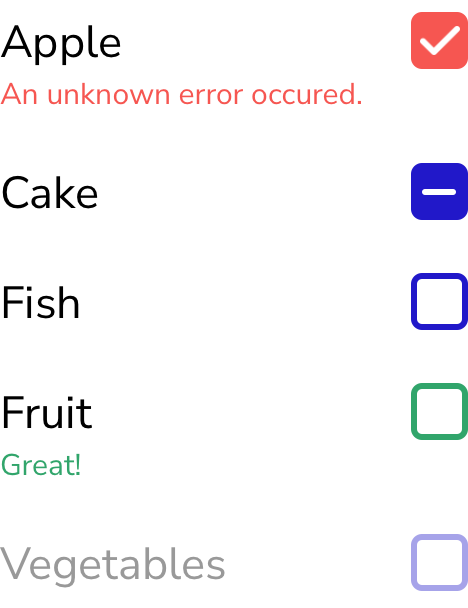 Apple
An unknown error occured.
Cake
Fish
Fruit
Great!
Vegetables